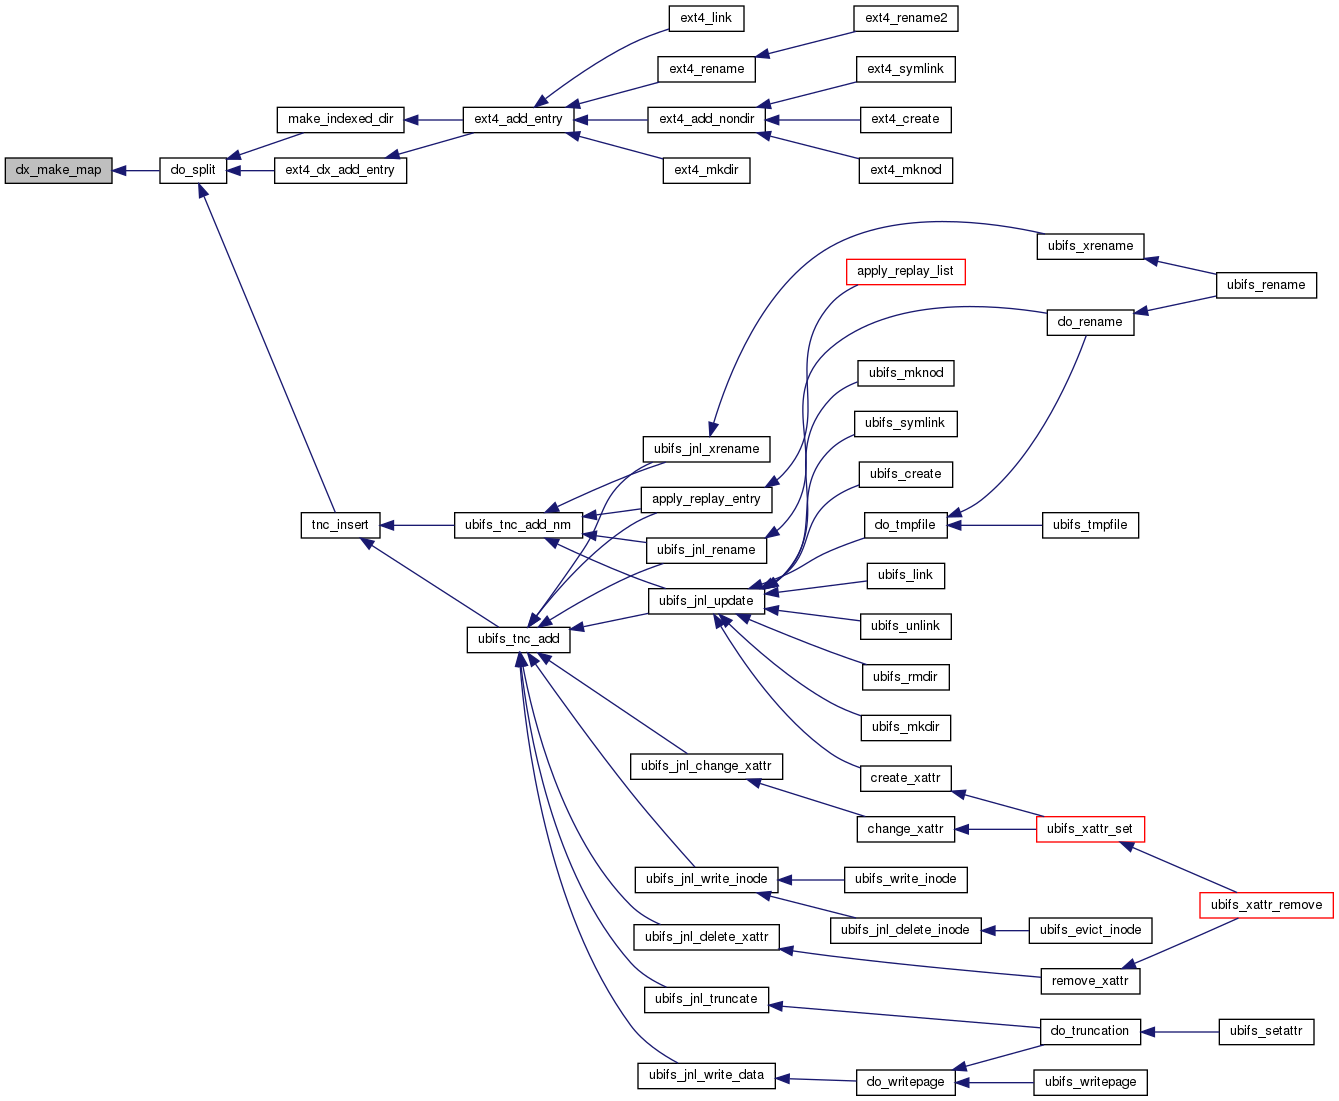 ext4_link
ext4_rename2
ext4_rename
ext4_symlink
make_indexed_dir
ext4_add_entry
ext4_add_nondir
ext4_create
dx_make_map
do_split
ext4_dx_add_entry
ext4_mkdir
ext4_mknod
ubifs_xrename
apply_replay_list
ubifs_rename
do_rename
ubifs_mknod
ubifs_symlink
ubifs_jnl_xrename
ubifs_create
apply_replay_entry
tnc_insert
ubifs_tnc_add_nm
do_tmpfile
ubifs_tmpfile
ubifs_jnl_rename
ubifs_link
ubifs_jnl_update
ubifs_unlink
ubifs_tnc_add
ubifs_rmdir
ubifs_mkdir
ubifs_jnl_change_xattr
create_xattr
change_xattr
ubifs_xattr_set
ubifs_jnl_write_inode
ubifs_write_inode
ubifs_xattr_remove
ubifs_jnl_delete_xattr
ubifs_jnl_delete_inode
ubifs_evict_inode
remove_xattr
ubifs_jnl_truncate
do_truncation
ubifs_setattr
ubifs_jnl_write_data
do_writepage
ubifs_writepage